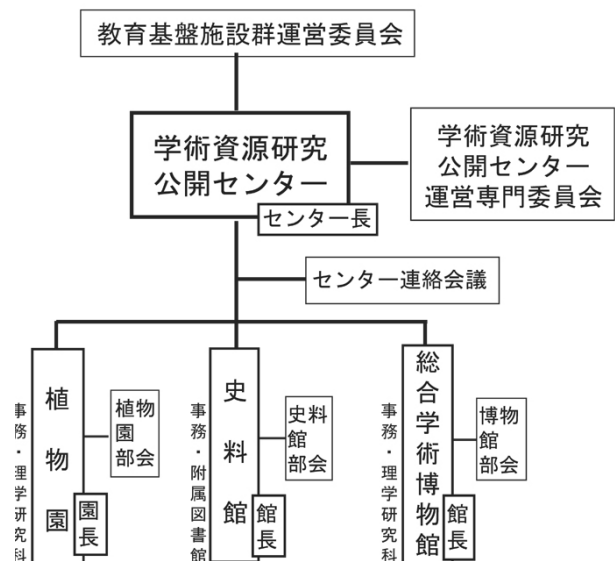 教育基盤施設群運営委員会
学術資源研究
公開センター
センター長
学術資源研究
公開センター
運営専門委員会
センター連絡会議
植物園
園長
植物
園
部会
事務・理学研究科
史料館
館長
史料
館
部会
事務・附属図書館
総合学術博物館
館長
博物
館
部会
事務・理学研究科